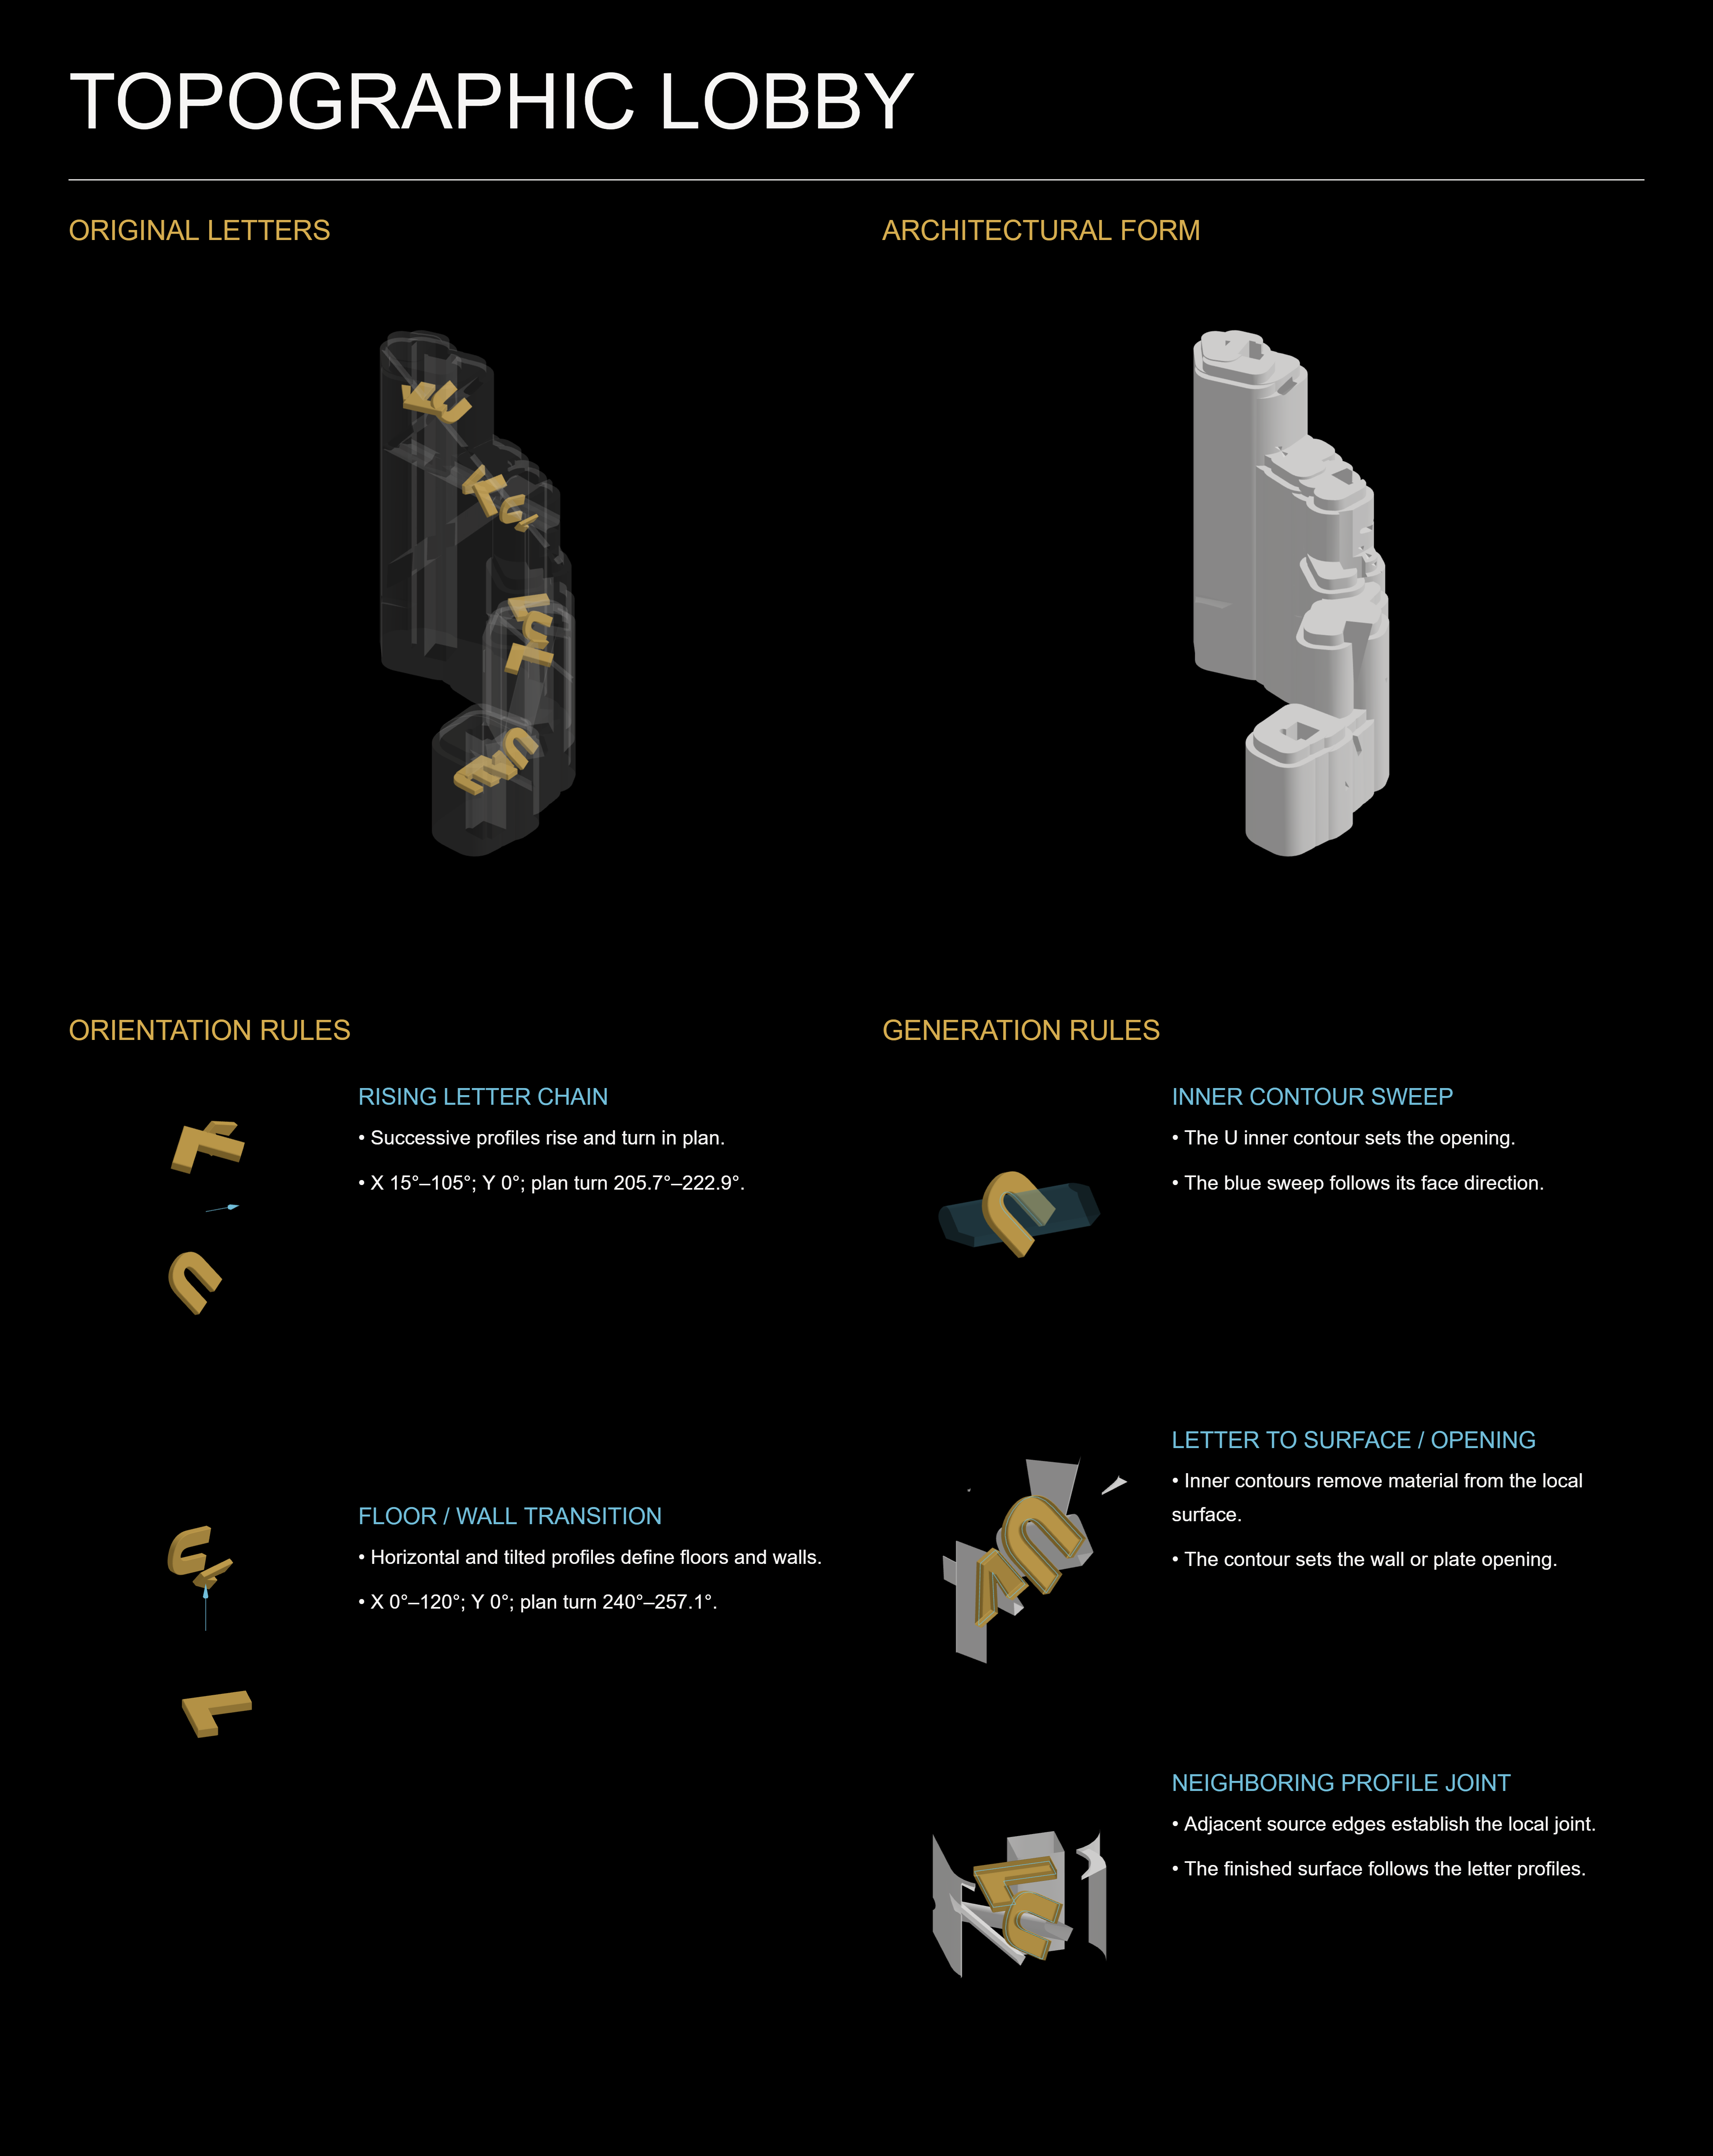 TOPOGRAPHIC LOBBY
ORIGINAL LETTERS
ARCHITECTURAL FORM
ORIENTATION RULES
RISING LETTER CHAIN
• Successive profiles rise and turn in plan.
• X 15°–105°; Y 0°; plan turn 205.7°–222.9°.
FLOOR / WALL TRANSITION
• Horizontal and tilted profiles define floors and walls.
• X 0°–120°; Y 0°; plan turn 240°–257.1°.
GENERATION RULES
INNER CONTOUR SWEEP
• The U inner contour sets the opening.
• The blue sweep follows its face direction.
LETTER TO SURFACE / OPENING
• Inner contours remove material from the local
surface.
• The contour sets the wall or plate opening.
NEIGHBORING PROFILE JOINT
• Adjacent source edges establish the local joint.
• The finished surface follows the letter profiles.